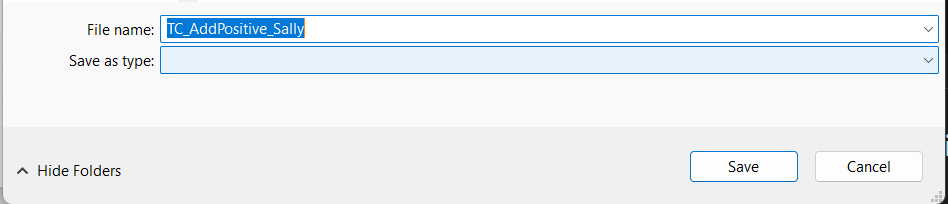 File name: TC_AddPositive_Sally
Save as type:
Hide Folders Save Cancel